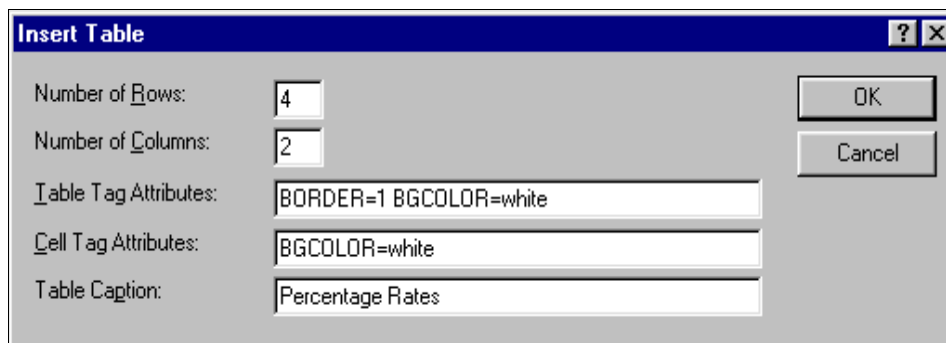 Insert Table ? X
Number of Rows: 4 OK
Number of Columns: 2 Cancel
Table Tag Attributes: BORDER=1 BGCOLOR=white
Cell Tag Attributes: BGCOLOR=white
Table Caption: Percentage Rates